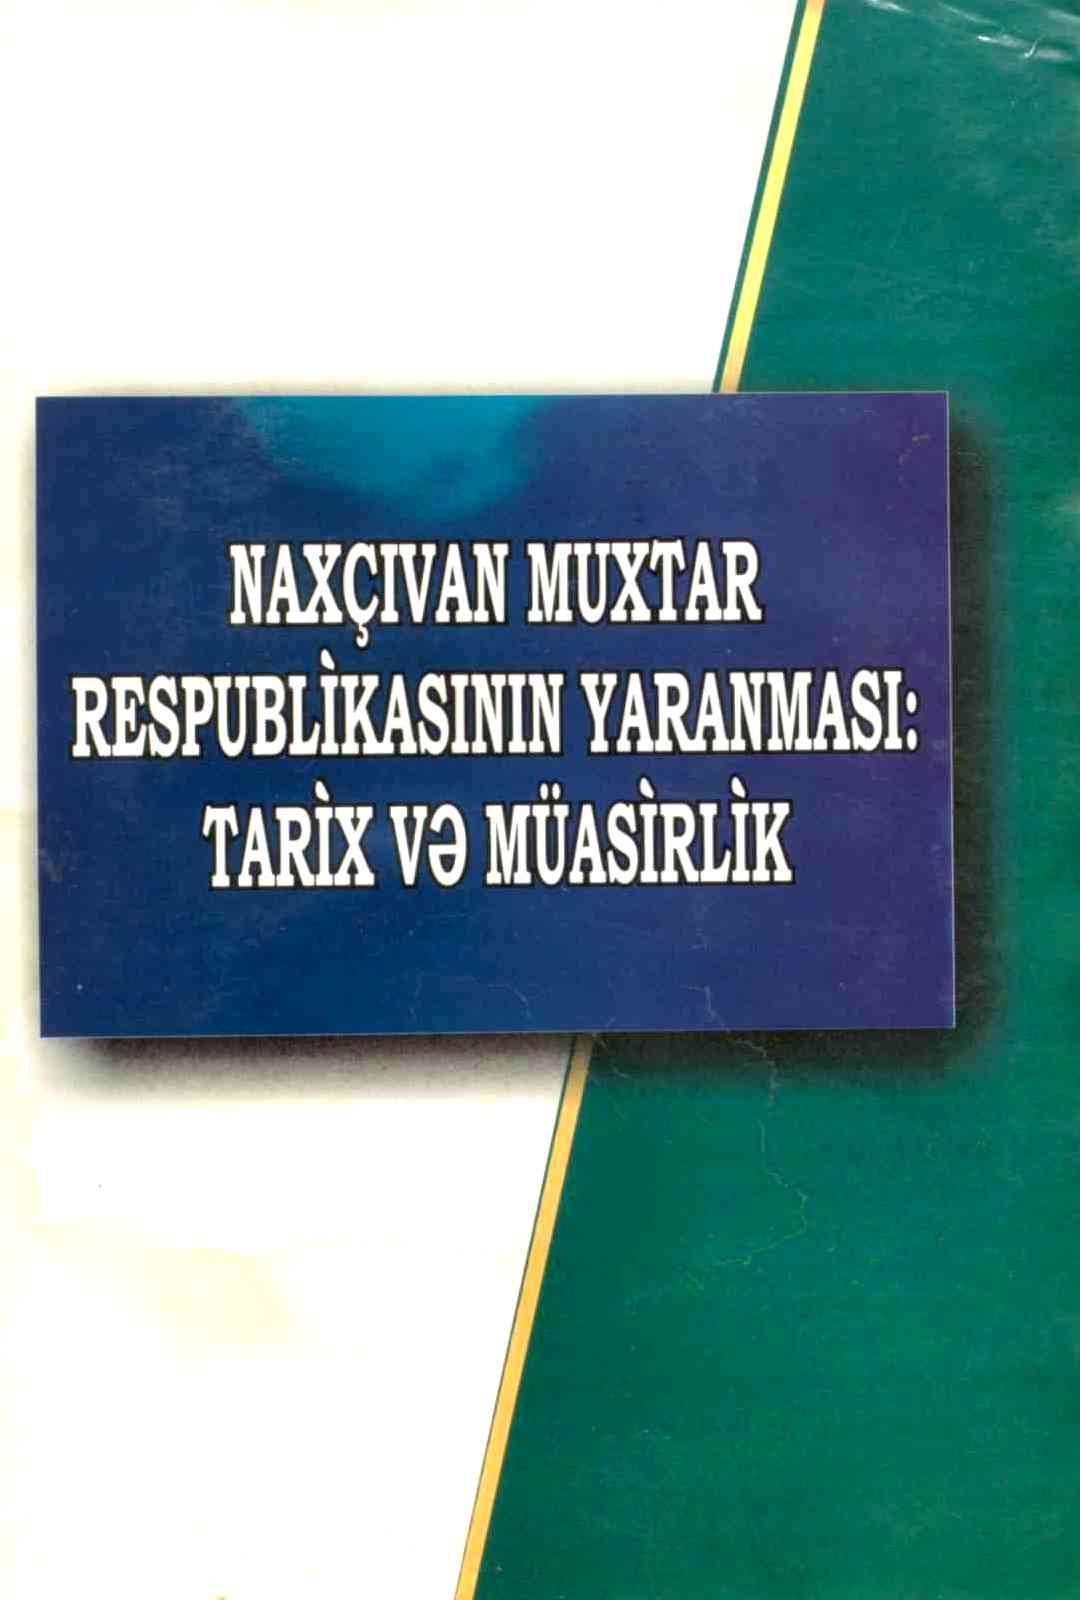 NAXÇIVAN MUXTAR
RESPUBLİKASININ YARANMASI:
TARİX VƏ MÜASİRLİK